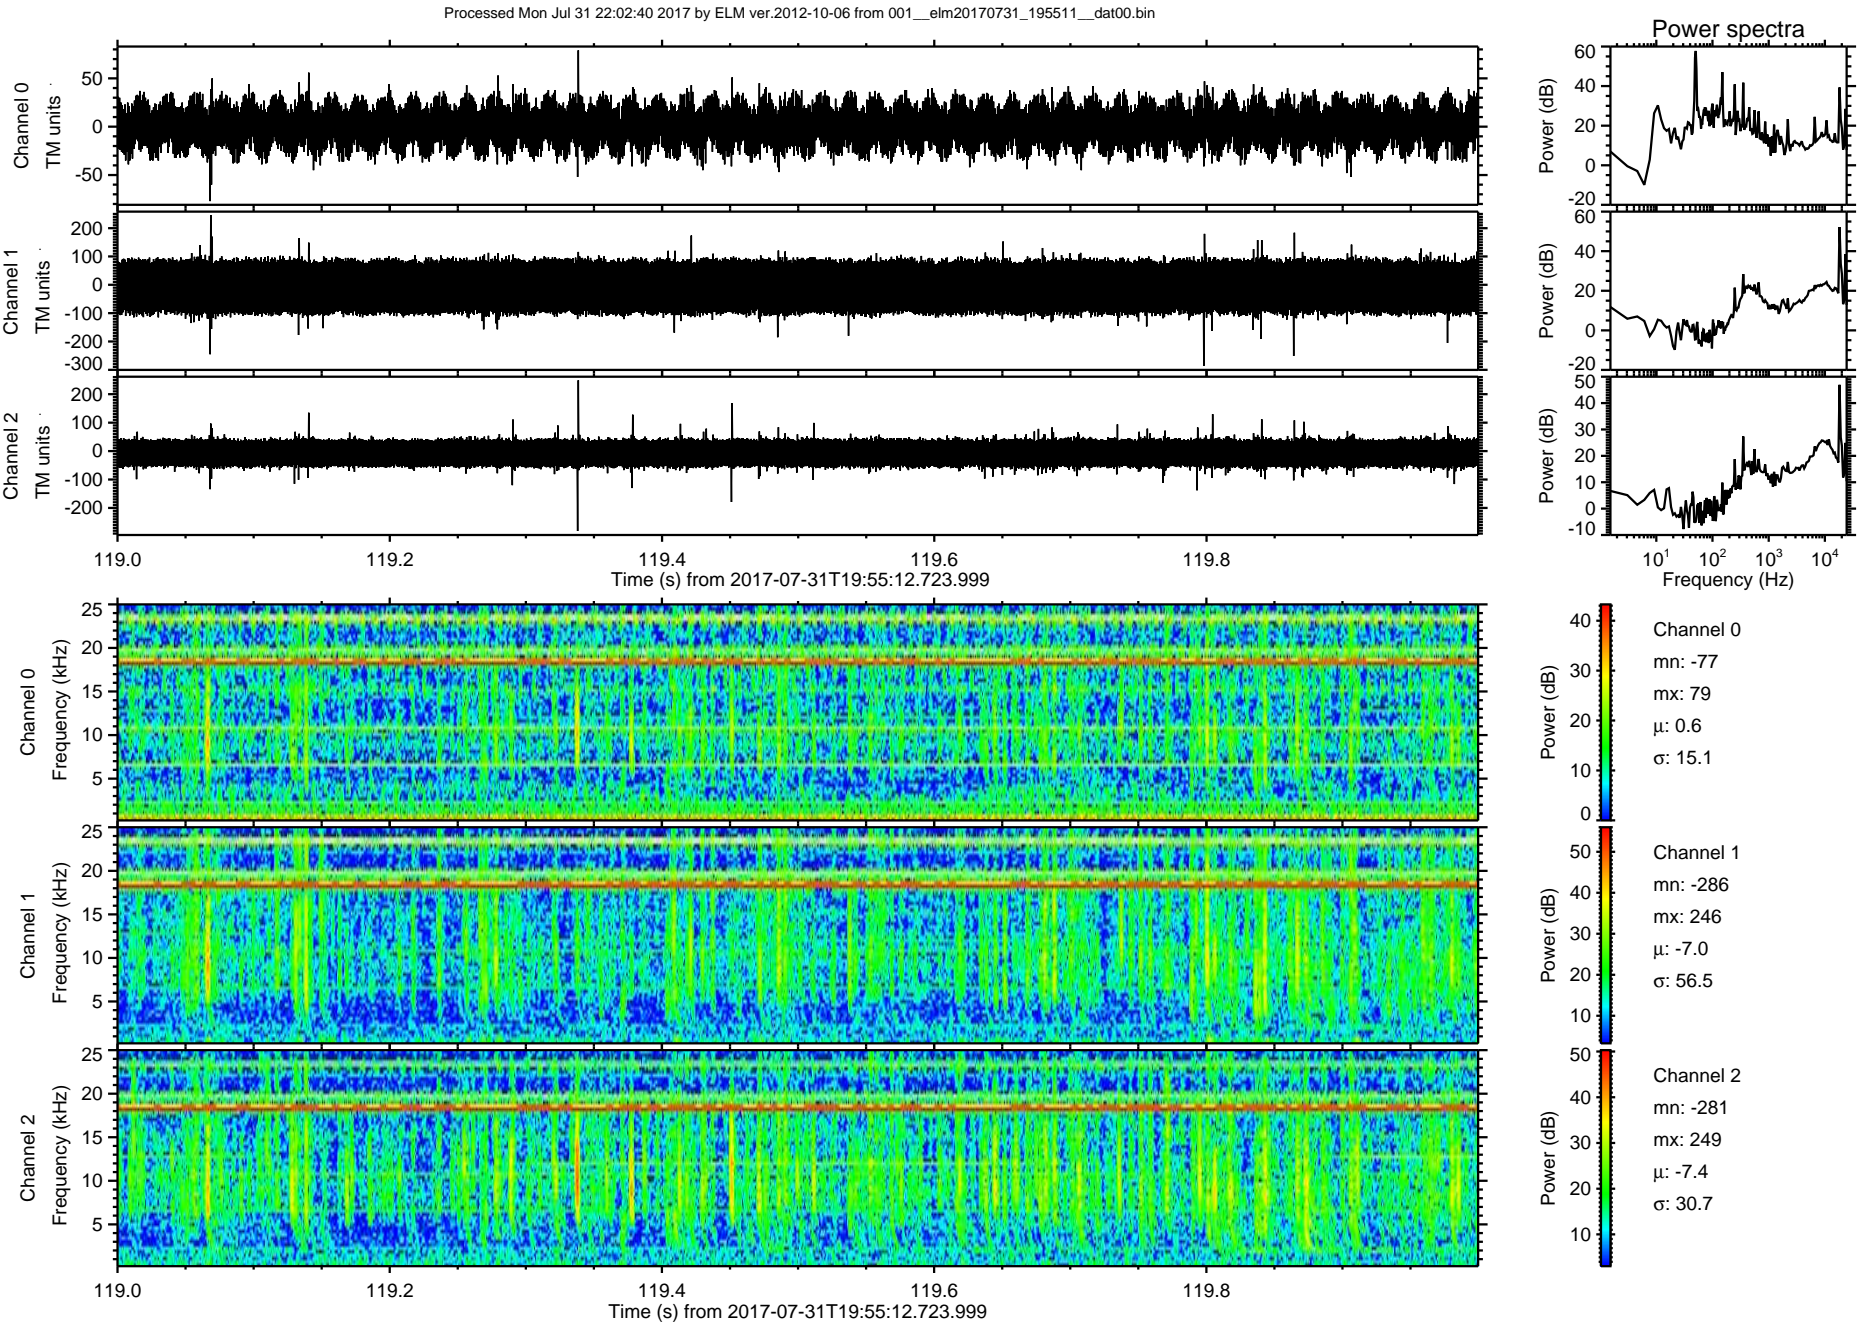 Processed Mon Jul 31 22:02:40 2017 by ELM ver.2012-10-06 from 001__elm20170731_195511__dat00.bin
Power spectra
Channel 0
TM units
50
0
-50
Power (dB)
60
40
20
0
-20
Channel 1
TM units
200
100
0
-100
-200
-300
Power (dB)
60
40
20
0
-20
Channel 2
TM units
200
100
0
-100
-200
Power (dB)
50
40
30
20
10
0
-10
119.0 119.2 119.4 119.6 119.8
Time (s) from 2017-07-31T19:55:12.723.999
10^1 10^2 10^3 10^4
Frequency (Hz)
Channel 0
Frequency (kHz)
25
20
15
10
5
Power (dB)
40
30
20
10
0
Channel 0
mn: -77
mx: 79
μ: 0.6
σ: 15.1
Channel 1
Frequency (kHz)
25
20
15
10
5
Power (dB)
50
40
30
20
10
Channel 1
mn: -286
mx: 246
μ: -7.0
σ: 56.5
Channel 2
Frequency (kHz)
25
20
15
10
5
Power (dB)
50
40
30
20
10
Channel 2
mn: -281
mx: 249
μ: -7.4
σ: 30.7
119.0 119.2 119.4 119.6 119.8
Time (s) from 2017-07-31T19:55:12.723.999